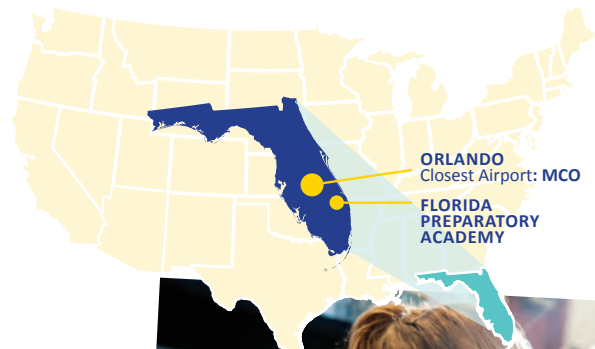 ORLANDO
Closest Airport: MCO
FLORIDA
PREPARATORY
ACADEMY